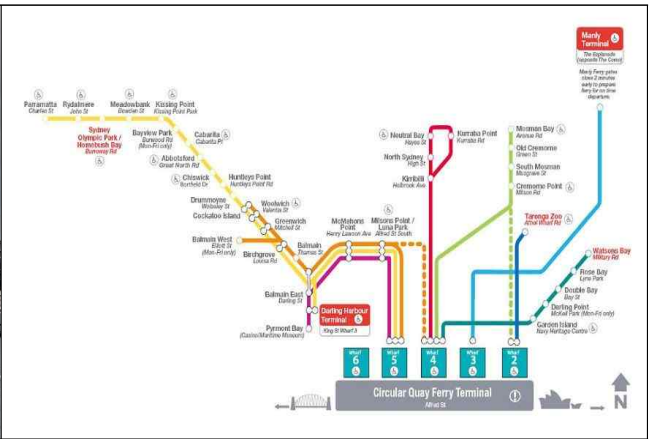 Manly
Terminal
The Esplanade
(opposite The Corso)
Manly Ferry gates
close 2 minutes
early to prepare
ferry for on time
departure.
Parramatta
Charles St
Rydalmere
John St
Meadowbank
Bowden St
Kissing Point
Kissing Point Park
Sydney
Olympic Park /
Homebush Bay
Burroway Rd
Bayview Park
Burwood Rd
(Mon-Fri only)
Cabarita
Cabarita Pt
Abbotsford
Great North Rd
Chiswick
Bortfield Dr
Huntleys Point
Huntleys Point Rd
Drummoyne
Wolseley St
Cockatoo Island
Woolwich
Valentia St
Greenwich
Mitchell St
Balmain West
Elliott St
(Mon-Fri only)
Birchgrove
Louisa Rd
Balmain
Thames St
Balmain East
Darling St
Pyrmont Bay
(Casino/Maritime Museum)
Darling Harbour
Terminal
King St Wharf 3
McMahons
Point
Henry Lawson Ave
Milsons Point /
Luna Park
Alfred St South
Neutral Bay
Hayes St
Kurraba Point
Kurraba Rd
North Sydney
High St
Kirribilli
Holbrook Ave
Mosman Bay
Avenue Rd
Old Cremorne
Green St
South Mosman
Musgrave St
Cremorne Point
Milson Rd
Taronga Zoo
Athol Wharf Rd
Watsons Bay
Military Rd
Rose Bay
Lyne Park
Double Bay
Bay St
Darling Point
McKell Park (Mon-Fri only)
Garden Island
Navy Heritage Centre
Wharf
6
Wharf
5
Wharf
4
Wharf
3
Wharf
2
Circular Quay Ferry Terminal
Alfred St
N